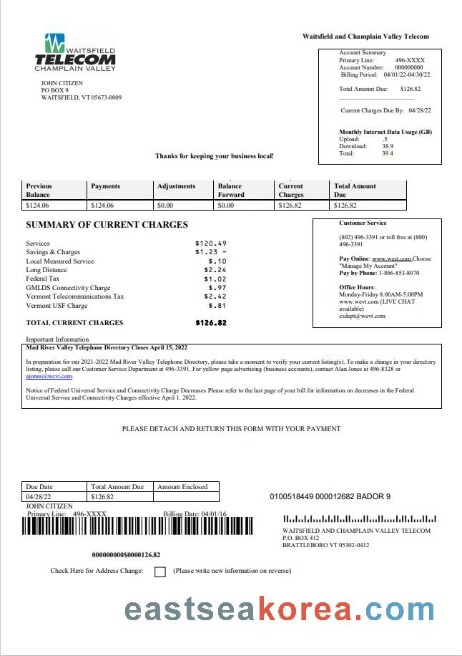 WAITSFIELD
TELECOM
CHAMPLAIN VALLEY
JOHN CITIZEN
PO BOX 9
WAITSFIELD, VT 05673-0009
Waitsfield and Champlain Valley Telecom
Account Summary
Primary Line: 496-XXXX
Account Number: 000000000
Billing Period: 04/01/22-04/30/22
Total Amount Due: $126.82
Current Charges Due By: 04/28/22
Monthly Internet Data Usage (GB)
Upload: .5
Download: 38.9
Total: 39 4
Thanks for keeping your business local!
Previous Balance Payments Adjustments Balance Forward Current Charges Total Amount Due
$124.06 $124.06 $0.00 $0.00 $126.82 $126.82
SUMMARY OF CURRENT CHARGES
Services $120.49
Savings & Charges $1.23 -
Local Measured Service $.10
Long Distance $2.24
Federal Tax $1.02
GMLDS Connectivity Charge $.97
Vermont Telecommunications Tax $2.42
Vermont USF Charge $.81
TOTAL CURRENT CHARGES $126.82
Customer Service
(802) 496-3391 or toll free at (800)
496-3391
Pay Online: www.wcvt.com Choose
"Manage My Account"
Pay by Phone: 1-866-853-8070
Office Hours:
Monday-Friday 8.00AM-5:00PM
www.wcvt.com (LIVE CHAT
available)
csdept@wcvt.com
Important Information
Mad River Valley Telephone Directory Closes April 15, 2022
In preparation for our 2021-2022 Mad River Valley Telephone Directory, please take a moment to verify your current listing(s). To make a change in your directory
listing, please call our Customer Service Department at 496-3391. For yellow page advertising (business accounts), contact Alan Jones at 496-8328 or
ajones@wcvt.com.
Notice of Federal Universal Service and Connectivity Charge Decreases Please refer to the last page of your bill for information on decreases in the Federal
Universal Service and Connectivity Charges effective April 1. 2022.
PLEASE DETACH AND RETURN THIS FORM WITH YOUR PAYMENT
Due Date Total Amount Due Amount Enclosed
04/28/22 $126.82
JOHN CITIZEN
Primary Line: 496-XXXX Billing Date: 04/01/16
0100518449 000012682 BADOR 9
WAITSFIELD AND CHAMPLAIN VALLEY TELECOM
P.O. BOX 412
BRATTLEBORO VT 05302-0412
000000000$0000126.82
Check Here for Address Change: (Please write new information on reverse)
eastseakorea.com